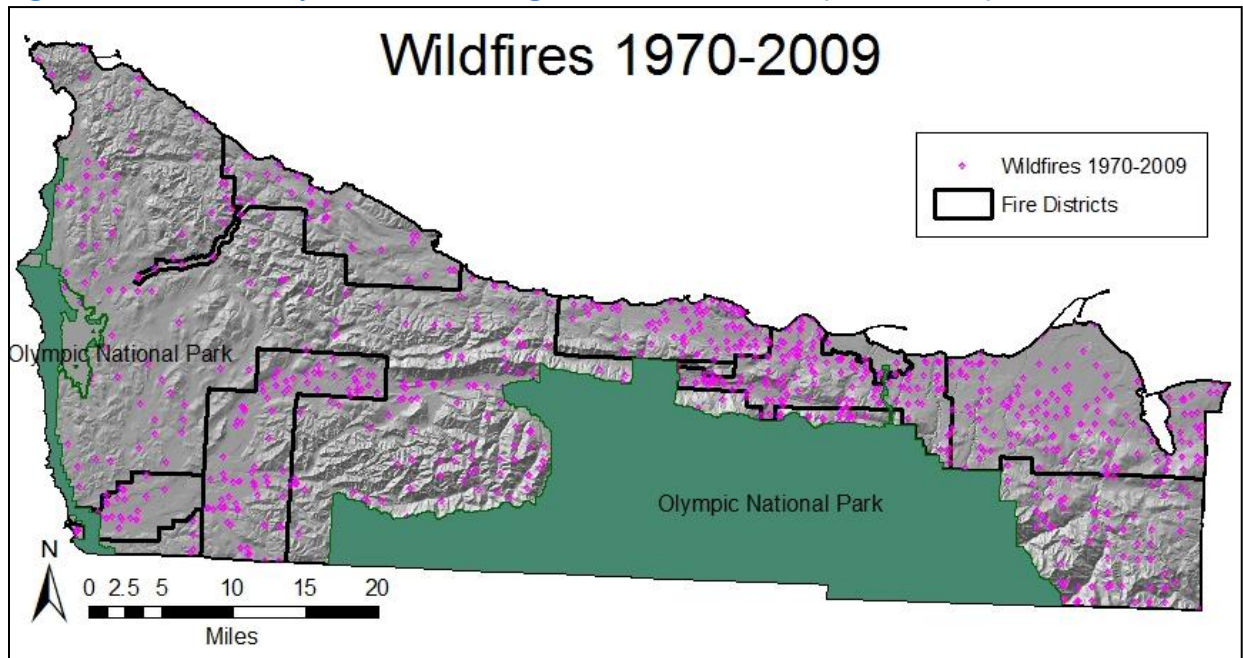 Wildfires 1970-2009
Wildfires 1970-2009
Fire Districts
Olympic National Park
Olympic National Park
N
0 2.5 5 10 15 20
Miles